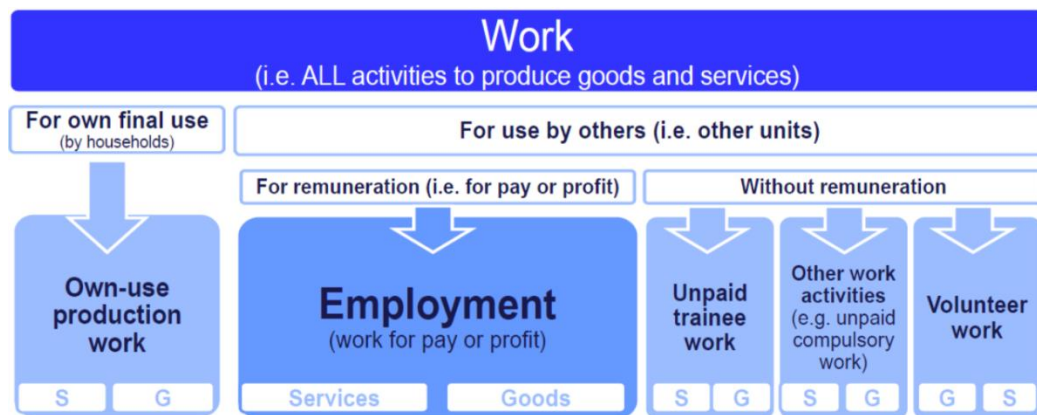 Work
(i.e. ALL activities to produce goods and services)
For own final use
(by households)
For use by others (i.e. other units)
For remuneration (i.e. for pay or profit)
Without remuneration
Own-use
production
work
S G
Employment
(work for pay or profit)
Services Goods
Unpaid
trainee
work
S G
Other work
activities
(e.g. unpaid
compulsory
work)
S G
Volunteer
work
G S